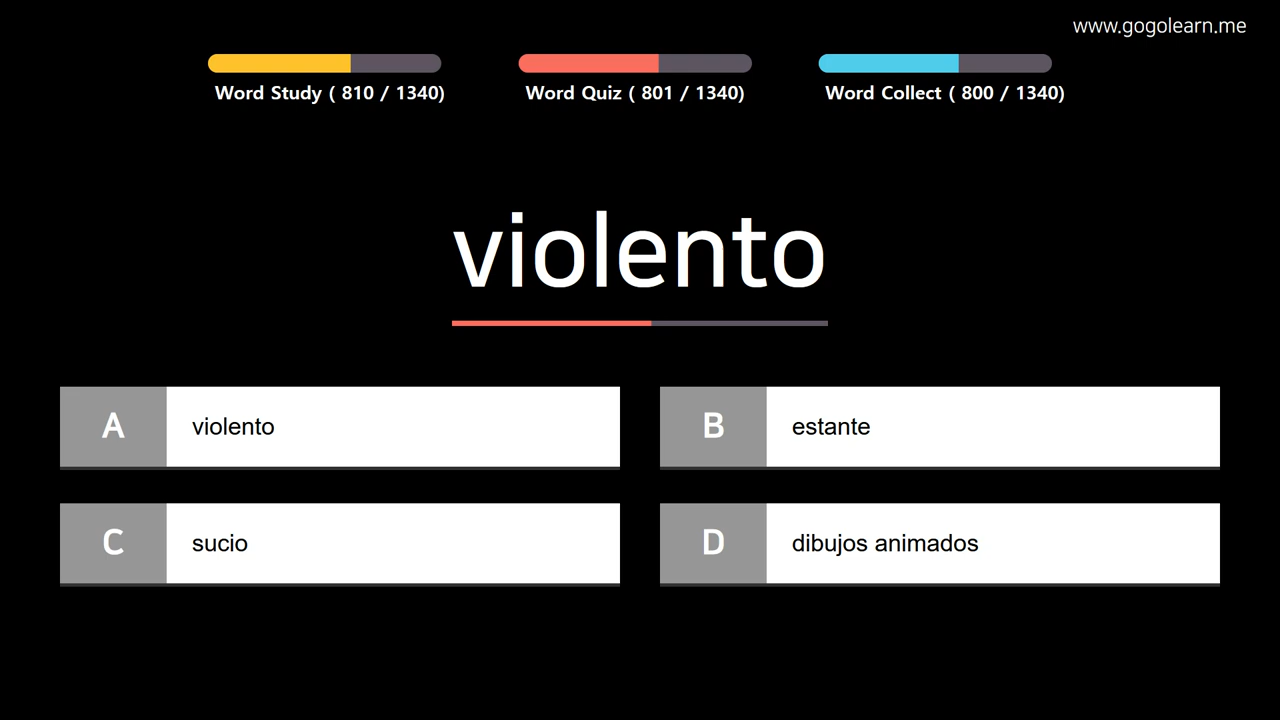 www.gogolearn.me
Word Study ( 810 / 1340)
Word Quiz ( 801 / 1340)
Word Collect ( 800 / 1340)
violento
A violento
B estante
C sucio
D dibujos animados